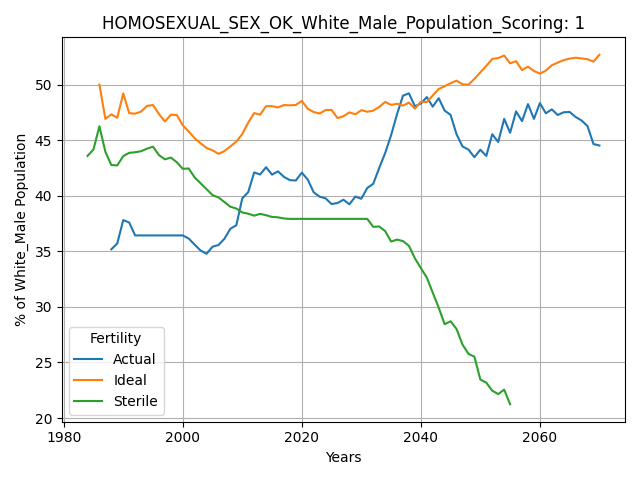 HOMOSEXUAL_SEX_OK_White_Male_Population_Scoring: 1
% of White_Male Population
50
45
40
35
30
25
20
Fertility
Actual
Ideal
Sterile
1980 2000 2020 2040 2060
Years